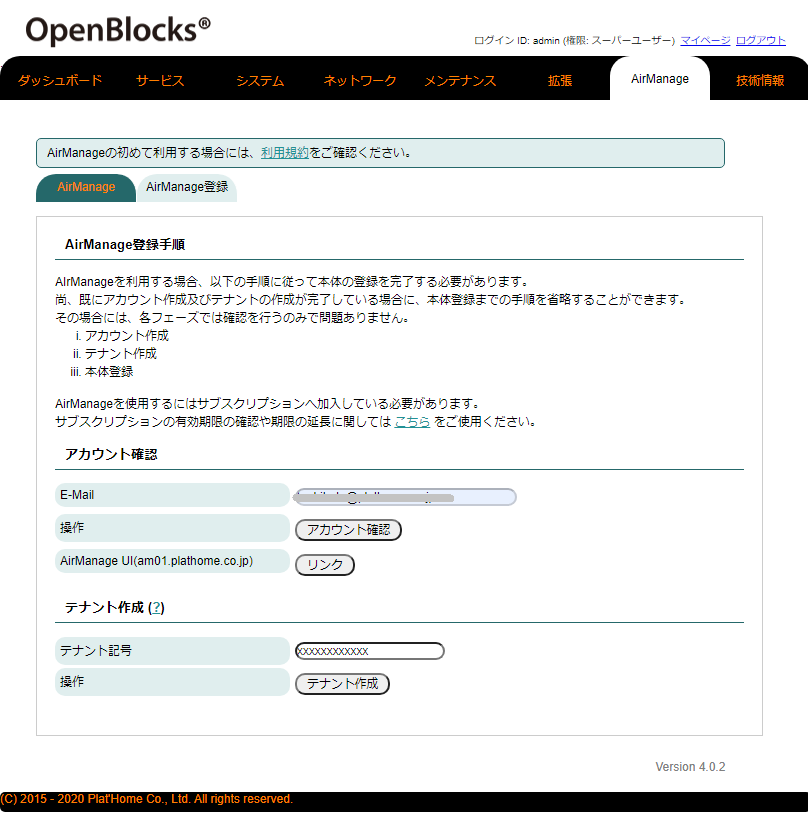 OpenBlocks®
ログイン ID: admin (権限: スーパーユーザー) マイページ ログアウト
ダッシュボード サービス システム ネットワーク メンテナンス 拡張 AirManage 技術情報
AirManageの初めて利用する場合には、利用規約をご確認ください。
AirManage AirManage登録
AirManage登録手順
AIrManageを利用する場合、以下の手順に従って本体の登録を完了する必要があります。
尚、既にアカウント作成及びテナントの作成が完了している場合に、本体登録までの手順を省略することができます。
その場合には、各フェーズでは確認を行うのみで問題ありません。
i. アカウント作成
ii. テナント作成
iii. 本体登録
AirManageを使用するにはサブスクリプションへ加入している必要があります。
サブスクリプションの有効期限の確認や期限の延長に関しては こちら をご使用ください。
アカウント確認
E-Mail
操作 アカウント確認
AirManage UI(am01.plathome.co.jp) リンク
テナント作成 (?)
テナント記号 xxxxxxxxxxxx
操作 テナント作成
Version 4.0.2
(C) 2015 - 2020 Plat'Home Co., Ltd. All rights reserved.